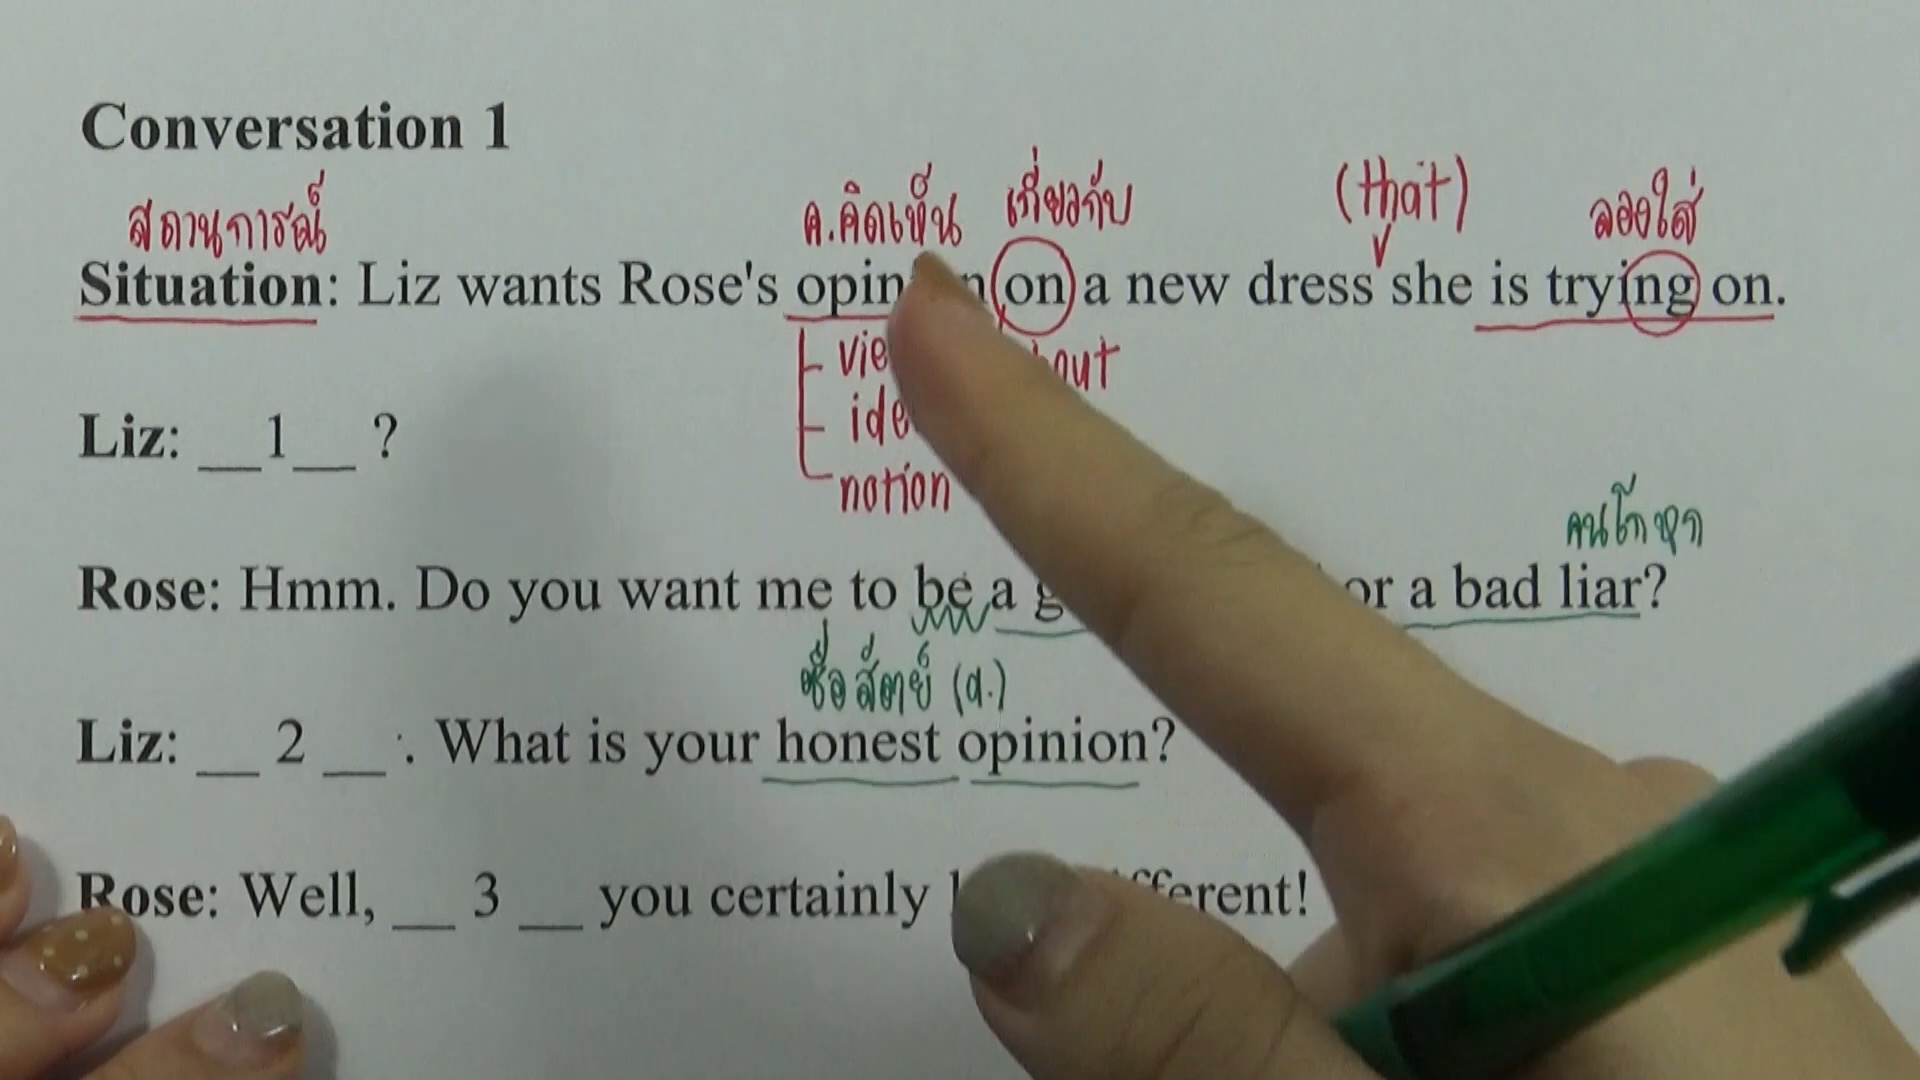 Conversation 1
สถานการณ์ ค.คิดเห็น เกี่ยวกับ (that) ลองใส่
Situation: Liz wants Rose's on a new dress she is trying on.
Liz: __1__ ?
notion
คนโกหก
Rose: Hmm. Do you want me to be a or a bad liar?
ซื่อสัตย์ (a.)
Liz: __ 2 __ . What is your honest opinion?
Rose: Well, __ 3 __ you certainly